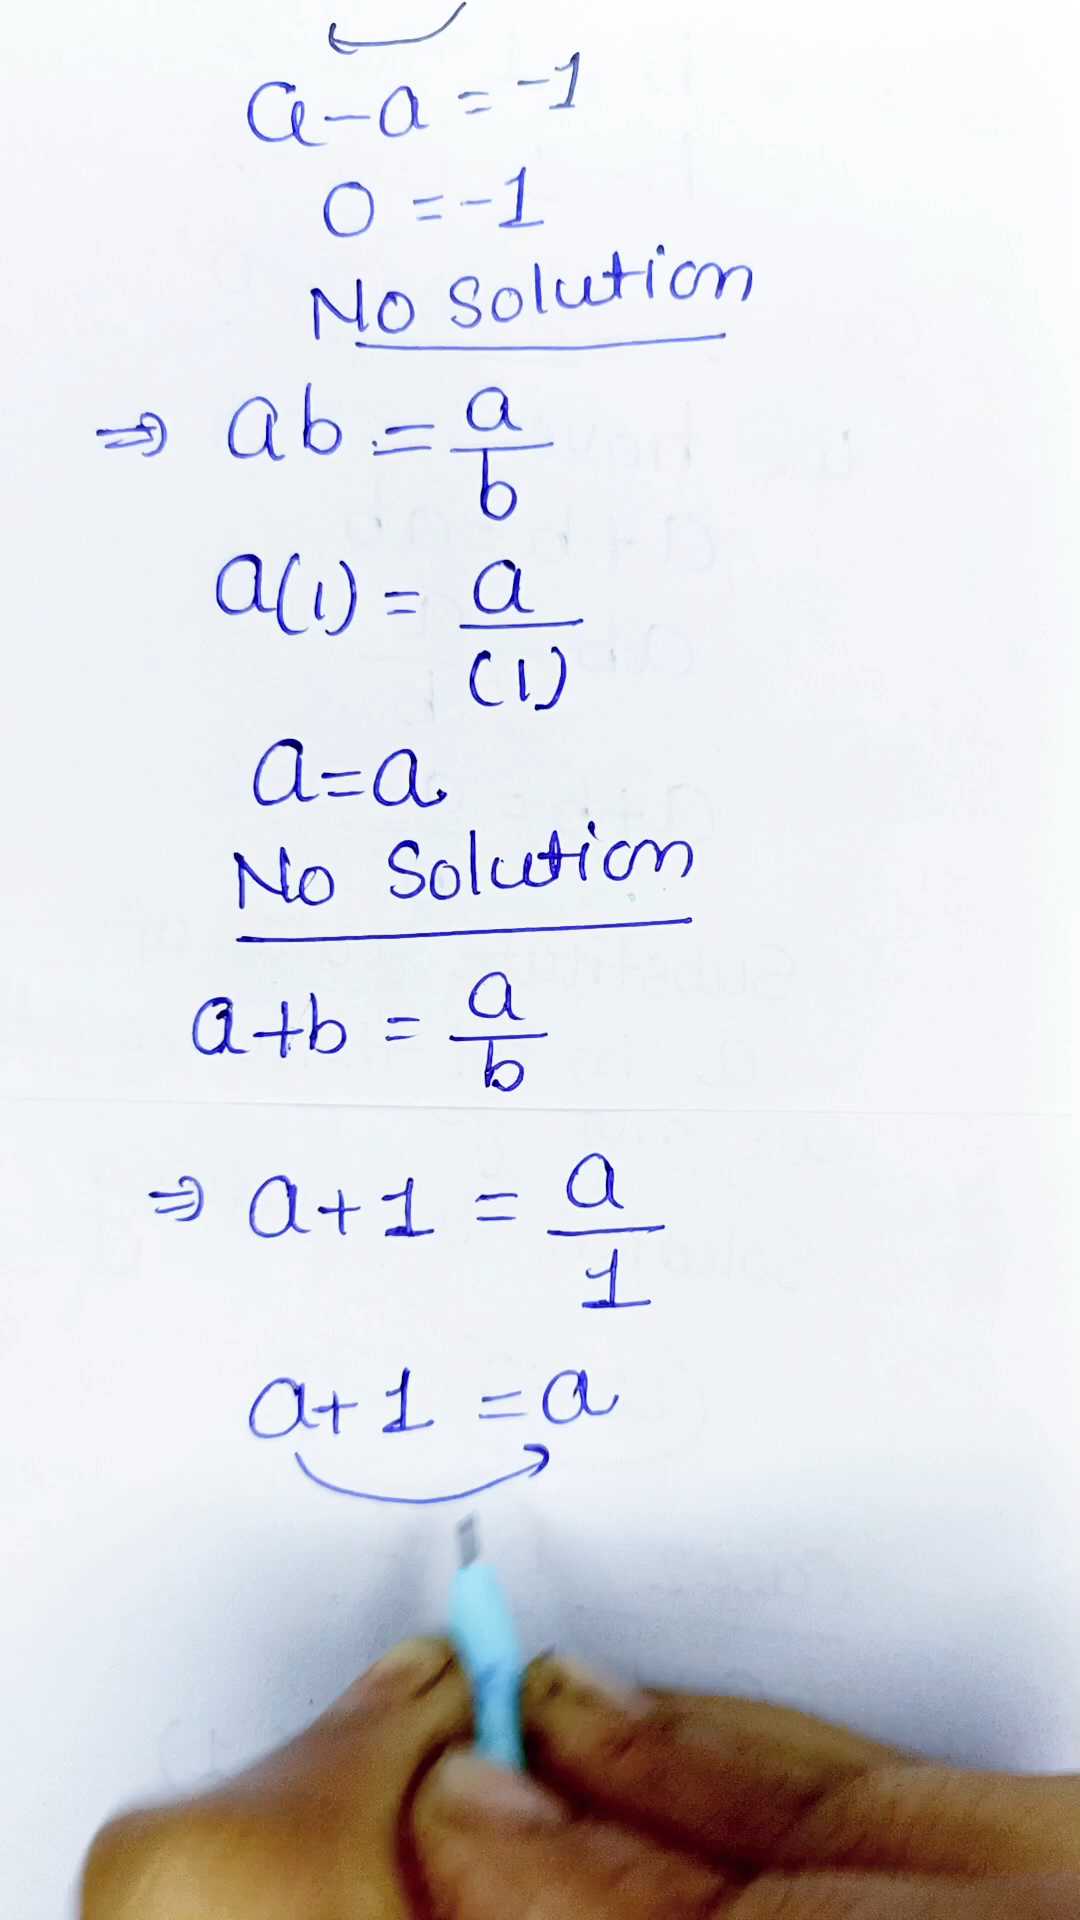 a-a = -1
0 = -1
No Solution
⇒ ab = a/b
a(1) = a/(1)
a=a
No Solution
a+b = a/b
⇒ a+1 = a/1
a+1 = a